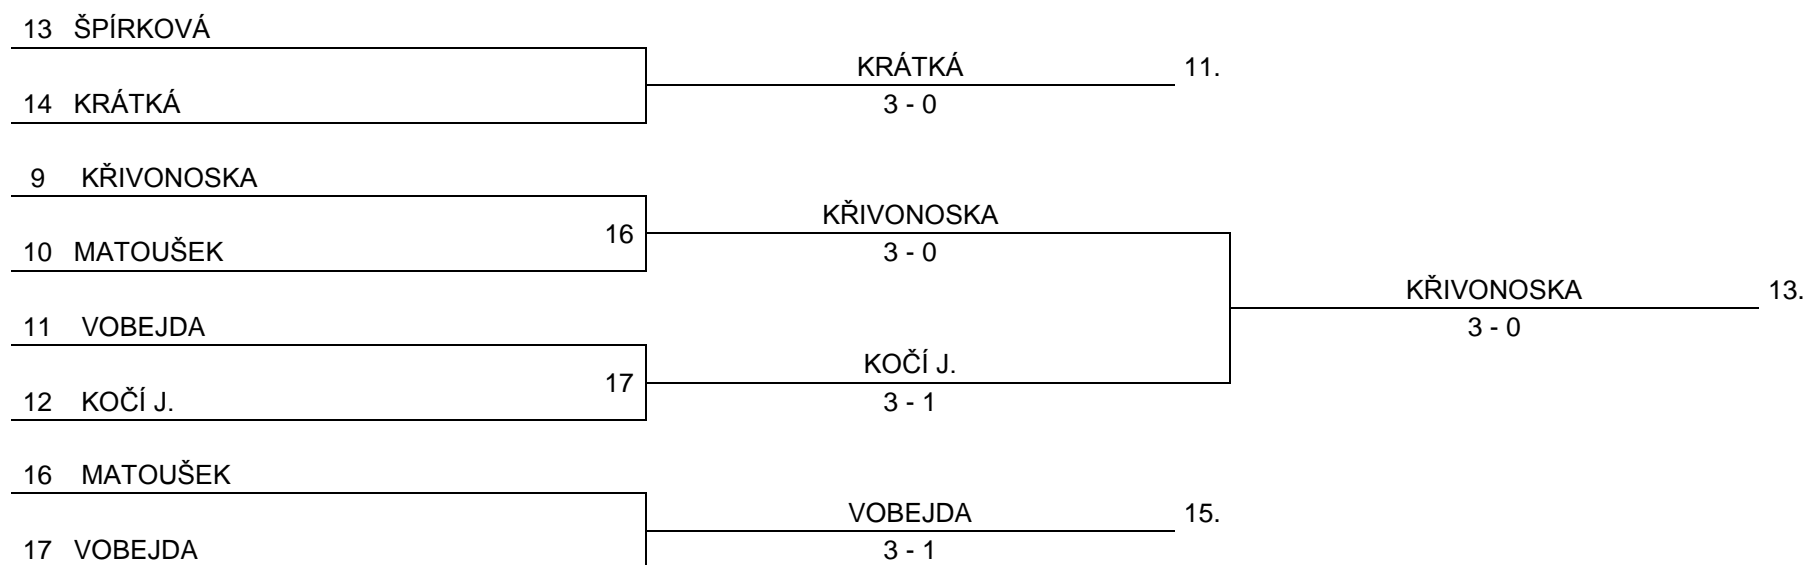 13 ŠPÍRKOVÁ
KRÁTKÁ 11.
14 KRÁTKÁ 3 - 0
9 KŘIVONOSKA
KŘIVONOSKA
16
10 MATOUŠEK 3 - 0
KŘIVONOSKA 13.
11 VOBEJDA 3 - 0
KOČÍ J.
17
12 KOČÍ J. 3 - 1
16 MATOUŠEK
VOBEJDA 15.
17 VOBEJDA 3 - 1